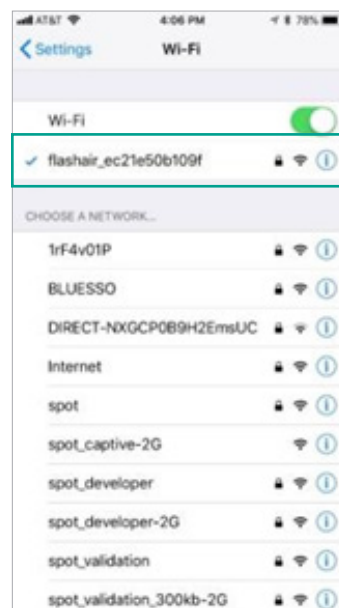 AT&T 4:06 PM 78%
Settings Wi-Fi
Wi-Fi
flashair_ec21e50b109f
CHOOSE A NETWORK...
1rF4v01P
BLUESSO
DIRECT-NXGCP0B9H2EmsUC
Internet
spot
spot_captive-2G
spot_developer
spot_developer-2G
spot_validation
spot_validation_300kb-2G